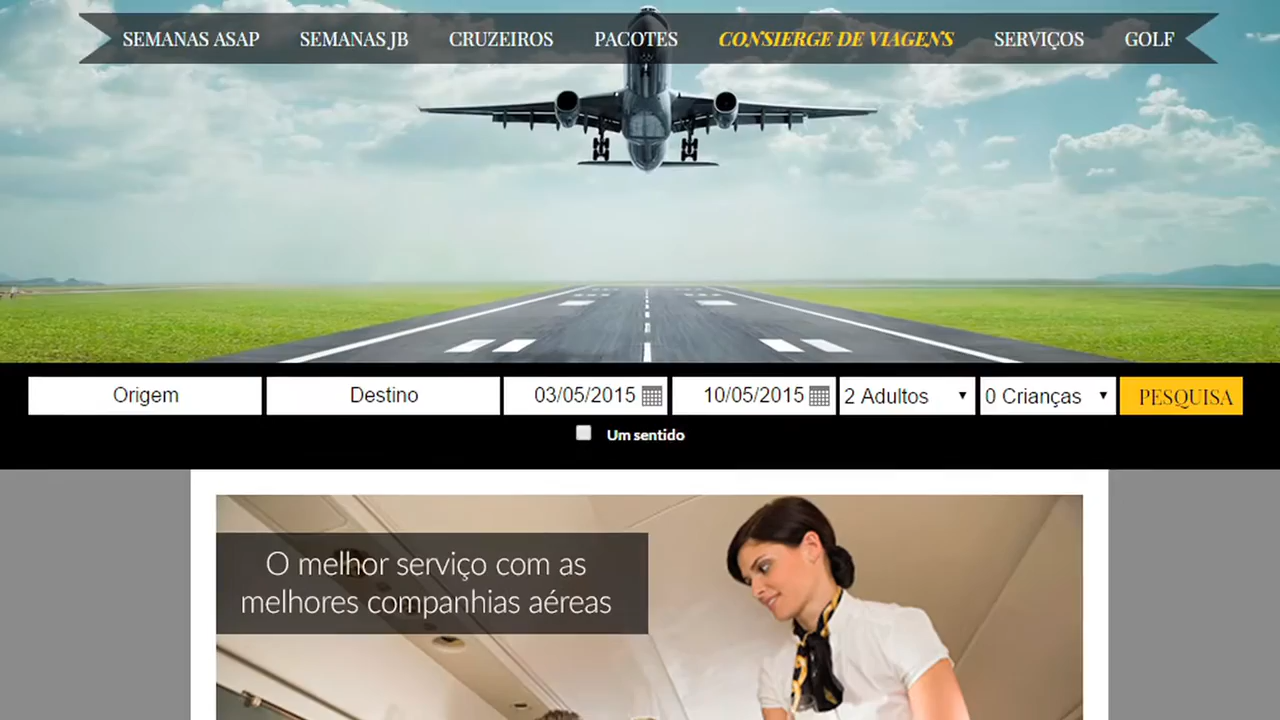 SEMANAS ASAP SEMANAS JB CRUZEIROS PACOTES CONSIERGE DE VIAGENS SERVIÇOS GOLF
Origem Destino 03/05/2015 10/05/2015 2 Adultos 0 Crianças PESQUISA
Um sentido
O melhor serviço com as
melhores companhias aéreas